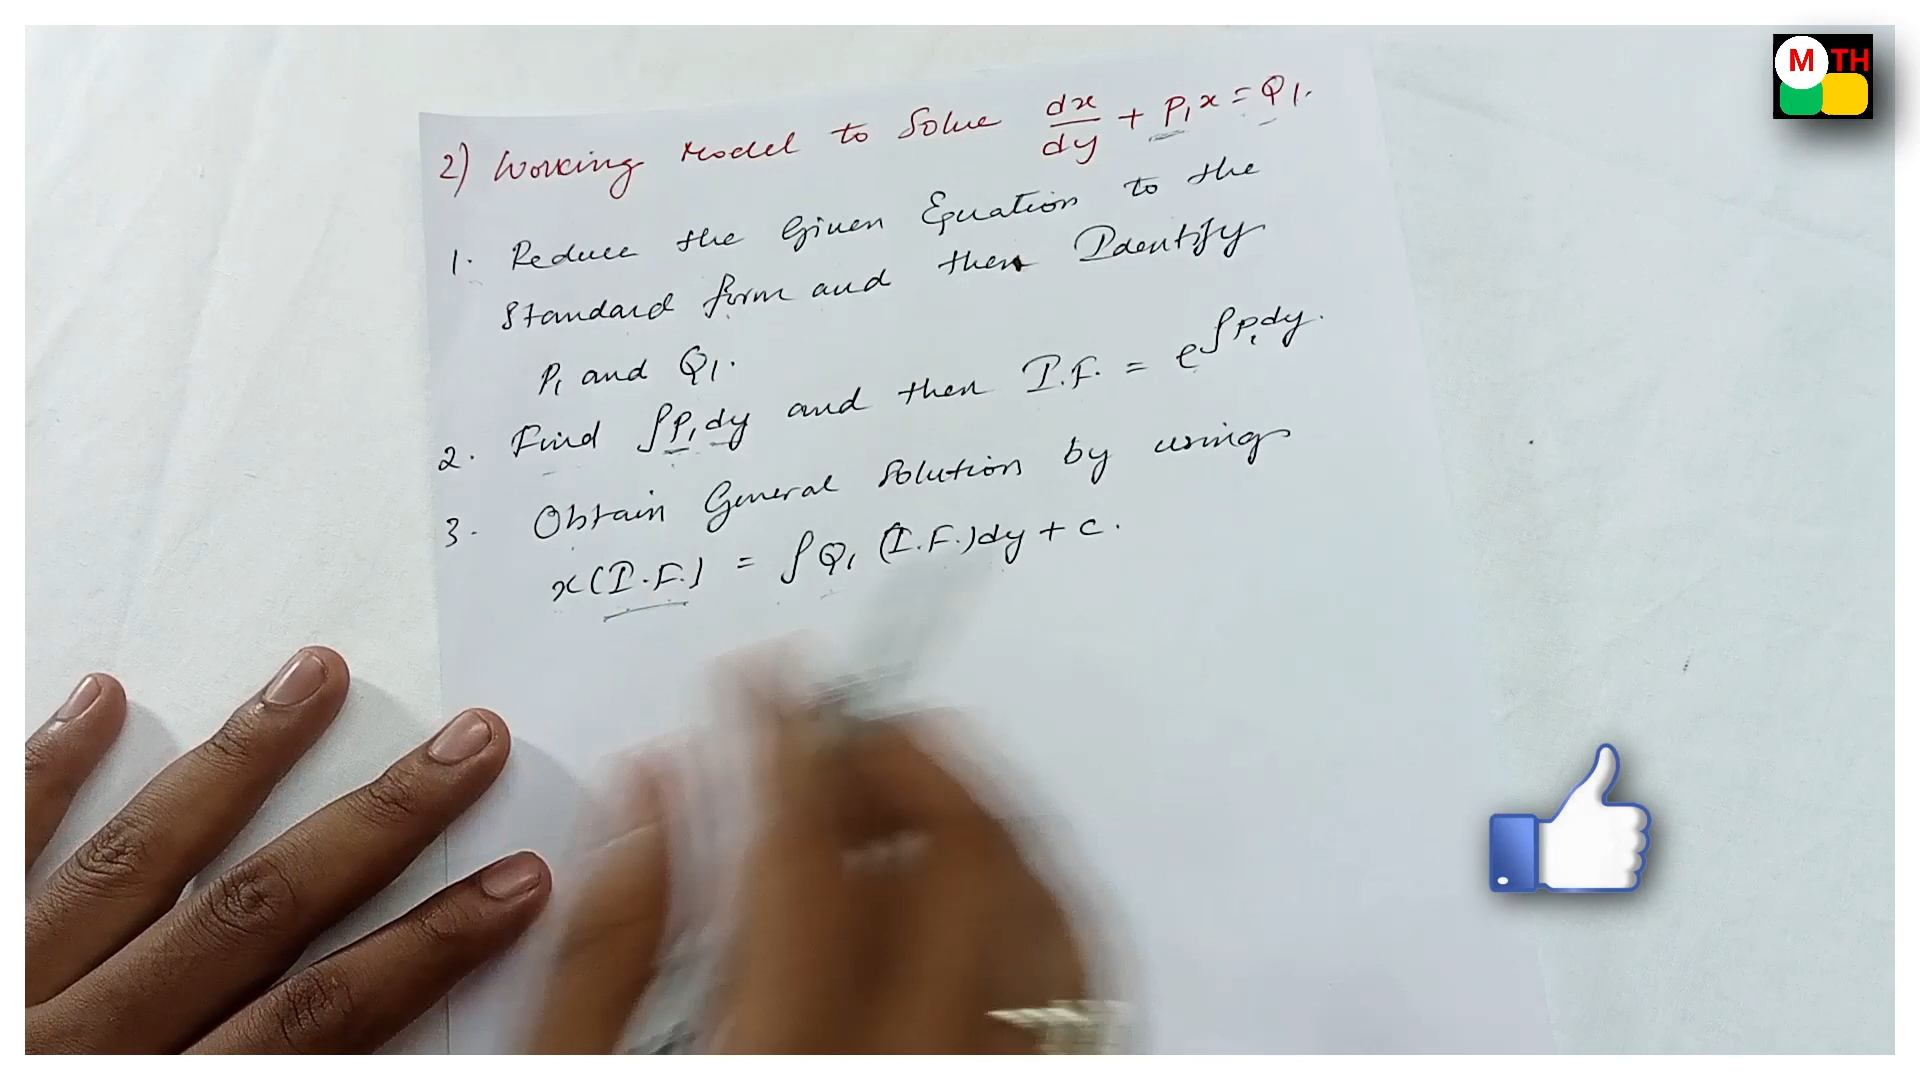 M TH
2) Working Model to Solve dx/dy + P₁x = Q₁.
1. Reduce the Given Equation to the
Standard form and then Identify
P₁ and Q₁.
2. Find ∫P₁dy and then I.F. = e^∫P₁dy.
3. Obtain General Solution by using
x(I.F.) = ∫Q₁ (I.F.)dy + c.